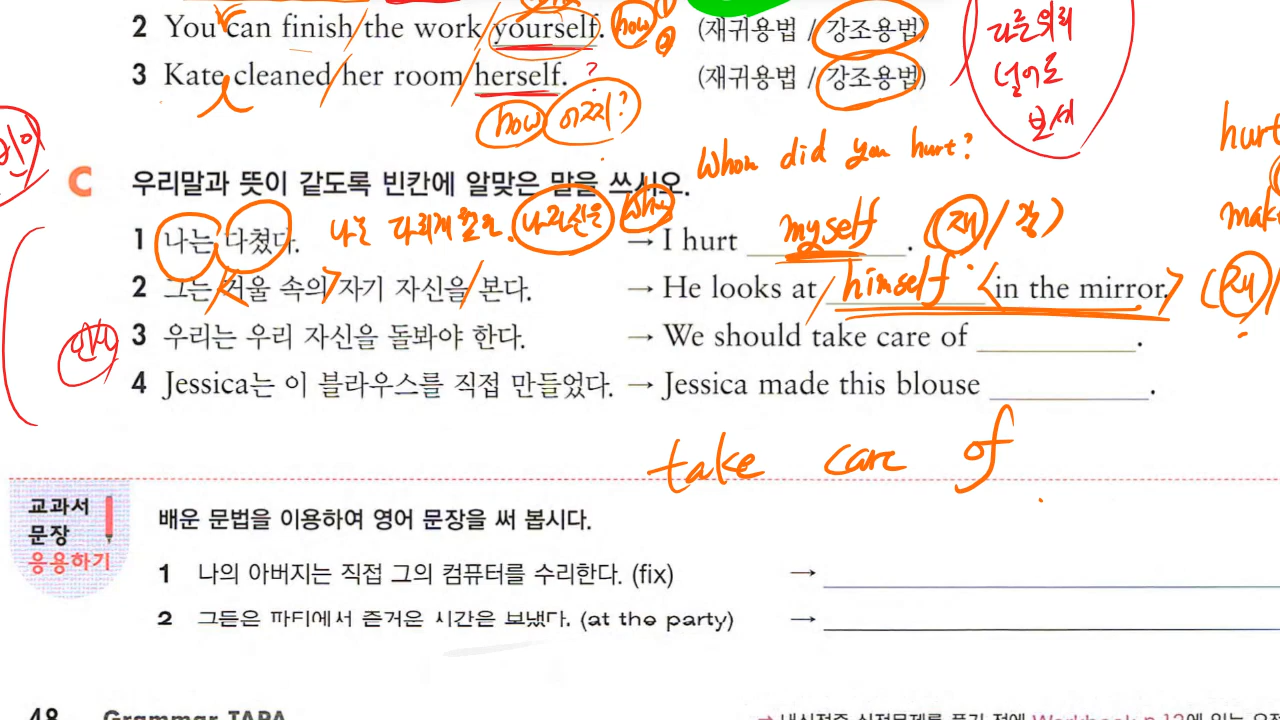 2 You can finish the work yourself. how (재귀용법 / 강조용법)
3 Kate cleaned her room herself. ? (재귀용법 / 강조용법)
보세
how 어찌?
hurt
Whom did you hurt?
C 우리말과 뜻이 같도록 빈칸에 알맞은 말을 쓰시오.
1 나는 다쳤다. 나는 나 자신을 why → I hurt myself. (재/강)
2 그는 거울 속의 자기 자신을 본다. → He looks at himself in the mirror. (재/
3 우리는 우리 자신을 돌봐야 한다. → We should take care of ____.
4 Jessica는 이 블라우스를 직접 만들었다. → Jessica made this blouse ____.
take care of
교과서
문장
응용하기
배운 문법을 이용하여 영어 문장을 써 봅시다.
1 나의 아버지는 직접 그의 컴퓨터를 수리한다. (fix) →
2 그들은 파티에서 즐거운 시간을 보냈다. (at the party) →
48 Grammar TAPA